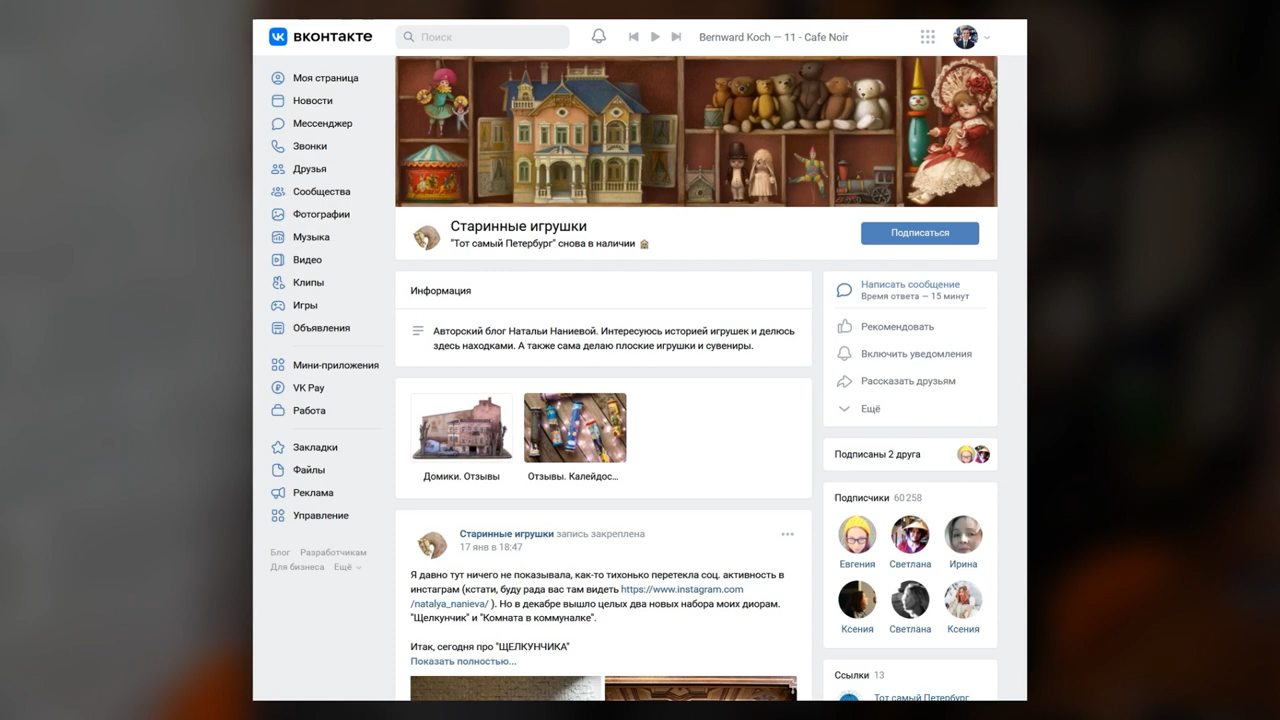 вконтакте
Поиск
Bernward Koch — 11 - Cafe Noir
Моя страница
Новости
Мессенджер
Звонки
Друзья
Сообщества
Фотографии
Музыка
Видео
Клипы
Игры
Объявления
Мини-приложения
VK Pay
Работа
Закладки
Файлы
Реклама
Управление
Блог Разработчикам
Для бизнеса Ещё
Старинные игрушки
"Тот самый Петербург" снова в наличии
Подписаться
Информация
Авторский блог Натальи Наниевой. Интересуюсь историей игрушек и делюсь
здесь находками. А также сама делаю плоские игрушки и сувениры.
Домики. Отзывы
Отзывы. Калейдос...
Старинные игрушки запись закреплена
17 янв в 18:47
Я давно тут ничего не показывала, как-то тихонько перетекла соц. активность в
инстаграм (кстати, буду рада вас там видеть https://www.instagram.com
/natalya_nanieva/ ). Но в декабре вышло целых два новых набора моих диорам.
"Щелкунчик" и "Комната в коммуналке".
Итак, сегодня про "ЩЕЛКУНЧИКА"
Показать полностью...
Написать сообщение
Время ответа — 15 минут
Рекомендовать
Включить уведомления
Рассказать друзьям
Ещё
Подписаны 2 друга
Подписчики 60 258
Евгения
Светлана
Ирина
Ксения
Светлана
Ксения
Ссылки 13
Тот самый Петербург